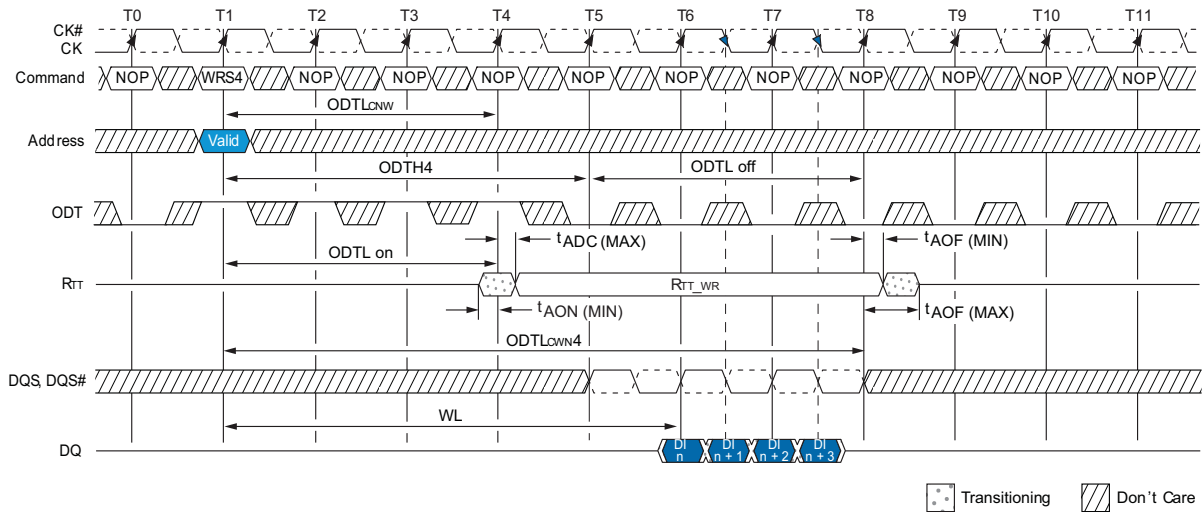 T0 T1 T2 T3 T4 T5 T6 T7 T8 T9 T10 T11
CK#
CK
Command NOP WRS4 NOP NOP NOP NOP NOP NOP NOP NOP NOP NOP
ODTLCNW
Address Valid
ODTH4 ODTL off
ODT
tADC (MAX) tAOF (MIN)
ODTL on
RTT RTT_WR
tAON (MIN) tAOF (MAX)
ODTLCWN4
DQS, DQS#
WL
DQ DI n DI n + 1 DI n + 2 DI n + 3
Transitioning Don't Care